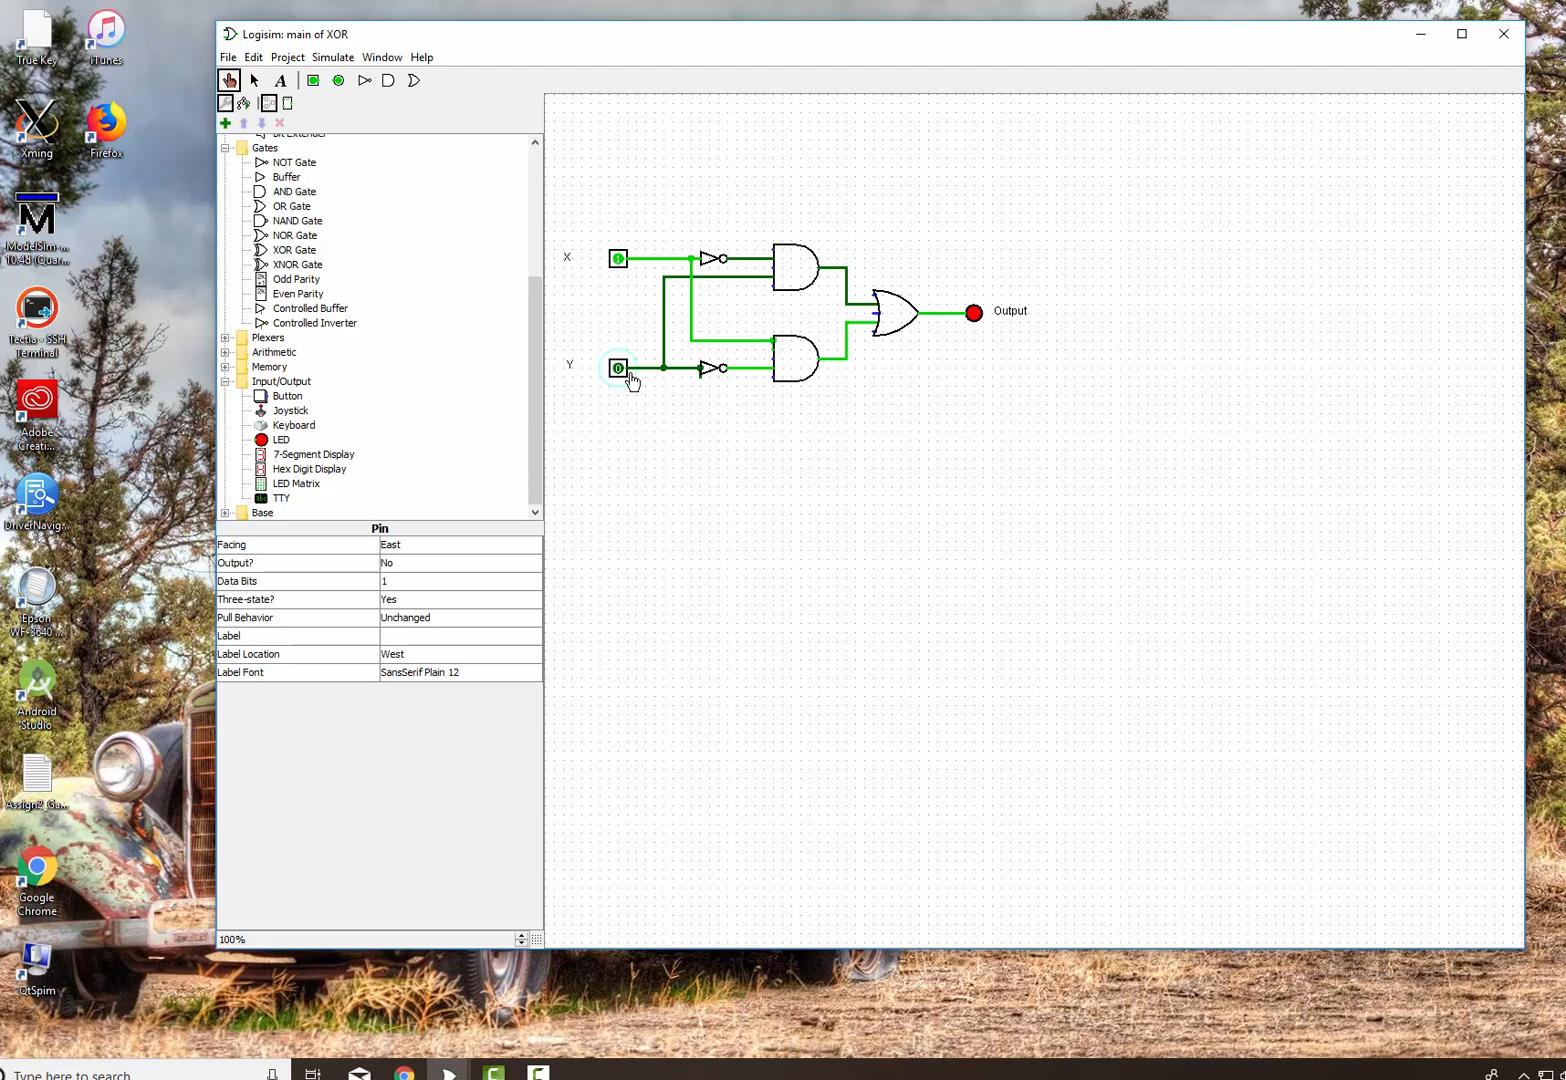 True Key
iTunes
Xming
Firefox
ModelSim-...
10.4d (Quar...
Tectia - SSH
Terminal
Adobe
Creati...
DriverNavig...
Epson
WF-3640 ...
Android
Studio
Assign2_Ga...
Google
Chrome
QtSpim
Logisim: main of XOR
File Edit Project Simulate Window Help
A
Bit Extender
Gates
NOT Gate
Buffer
AND Gate
OR Gate
NAND Gate
NOR Gate
XOR Gate
XNOR Gate
Odd Parity
Even Parity
Controlled Buffer
Controlled Inverter
Plexers
Arithmetic
Memory
Input/Output
Button
Joystick
Keyboard
LED
7-Segment Display
Hex Digit Display
LED Matrix
TTY
Base
Pin
Facing East
Output? No
Data Bits 1
Three-state? Yes
Pull Behavior Unchanged
Label
Label Location West
Label Font SansSerif Plain 12
100%
X 1
Y 0
Output
Type here to search